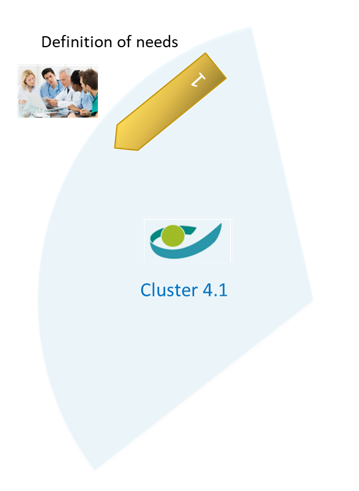 Definition of needs
1
Cluster 4.1